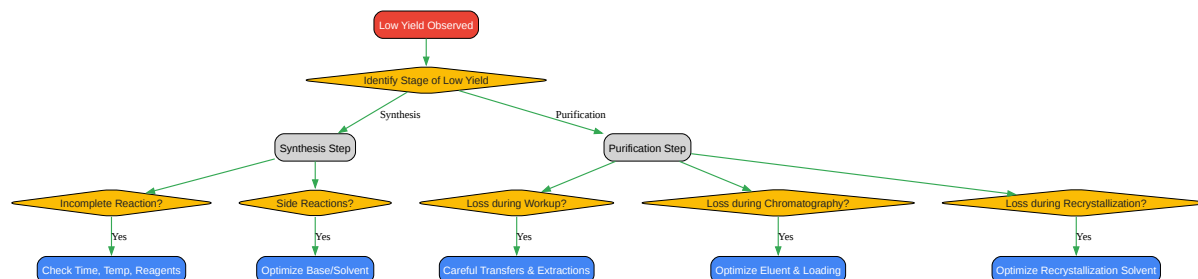 Low Yield Observed
Identify Stage of Low Yield
Synthesis
Purification
Synthesis Step
Purification Step
Incomplete Reaction?
Side Reactions?
Loss during Workup?
Loss during Chromatography?
Loss during Recrystallization?
Yes
Yes
Yes
Yes
Yes
Check Time, Temp, Reagents
Optimize Base/Solvent
Careful Transfers & Extractions
Optimize Eluent & Loading
Optimize Recrystallization Solvent